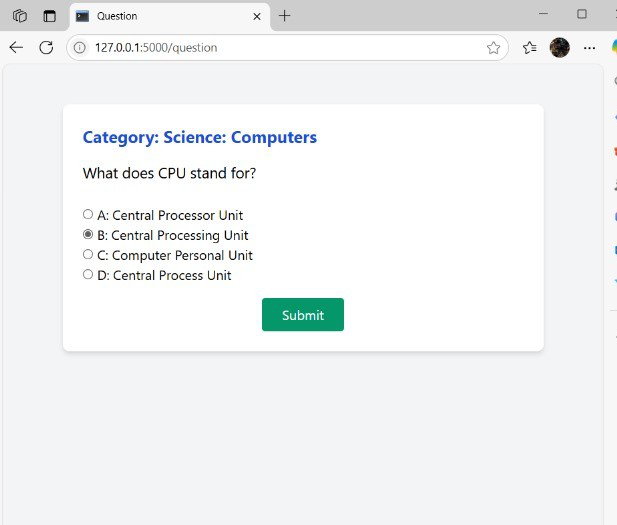 Question
127.0.0.1:5000/question
Category: Science: Computers
What does CPU stand for?
A: Central Processor Unit
B: Central Processing Unit
C: Computer Personal Unit
D: Central Process Unit
Submit